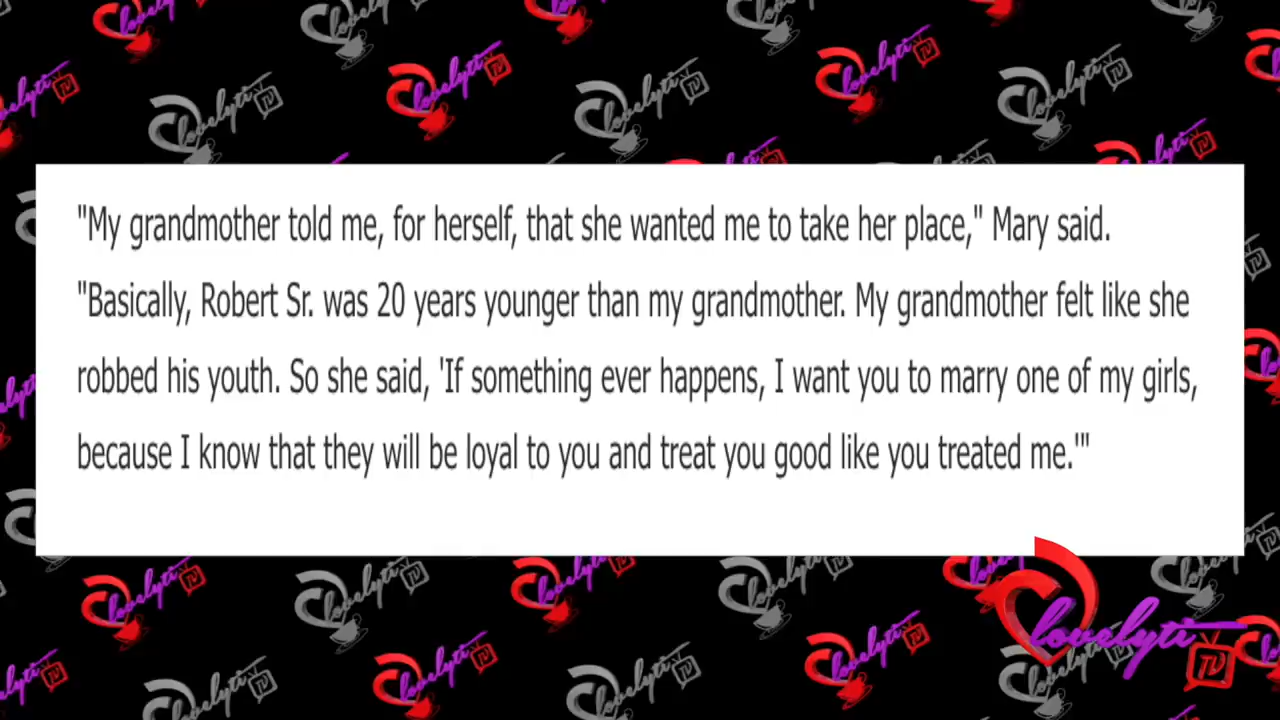 "My grandmother told me, for herself, that she wanted me to take her place," Mary said.
"Basically, Robert Sr. was 20 years younger than my grandmother. My grandmother felt like she
robbed his youth. So she said, 'If something ever happens, I want you to marry one of my girls,
because I know that they will be loyal to you and treat you good like you treated me.'"
lovelyti
TV